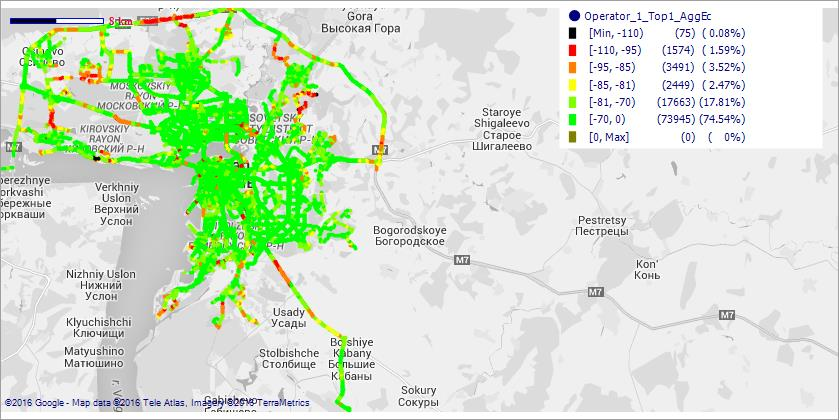 8 km
Gora
Высокая Гора
Operator_1_Top1_AggEc
[Min, -110) (75) ( 0.08%)
[-110, -95) (1574) ( 1.59%)
[-95, -85) (3491) ( 3.52%)
[-85, -81) (2449) ( 2.47%)
[-81, -70) (17663) (17.81%)
[-70, 0) (73945) (74.54%)
[0, Max] (0) ( 0%)
MOSKOVSKIY
RAYON
МОСКОВСКИЙ Р-Н
KIROVSKIY
RAYON
Р-Н
M7
M7
Staroye
Shigaleevo
Старое
Шигалеево
Verkhniy
Uslon
Верхний
Услон
Bogorodskoye
Богородское
Pestretsy
Пестрецы
M7
Kon'
Конь
M7
M7
Nizhniy Uslon
Нижний
Услон
Klyuchishchi
Ключищи
Matyushino
Матюшино
Usady
Усады
Stolbishche
Столбище
Bolshiye
Kabany
Большие
Кабаны
Sokury
Сокуры
©2016 Google - Map data ©2016 Tele Atlas, Imagery ©2016 TerraMetrics